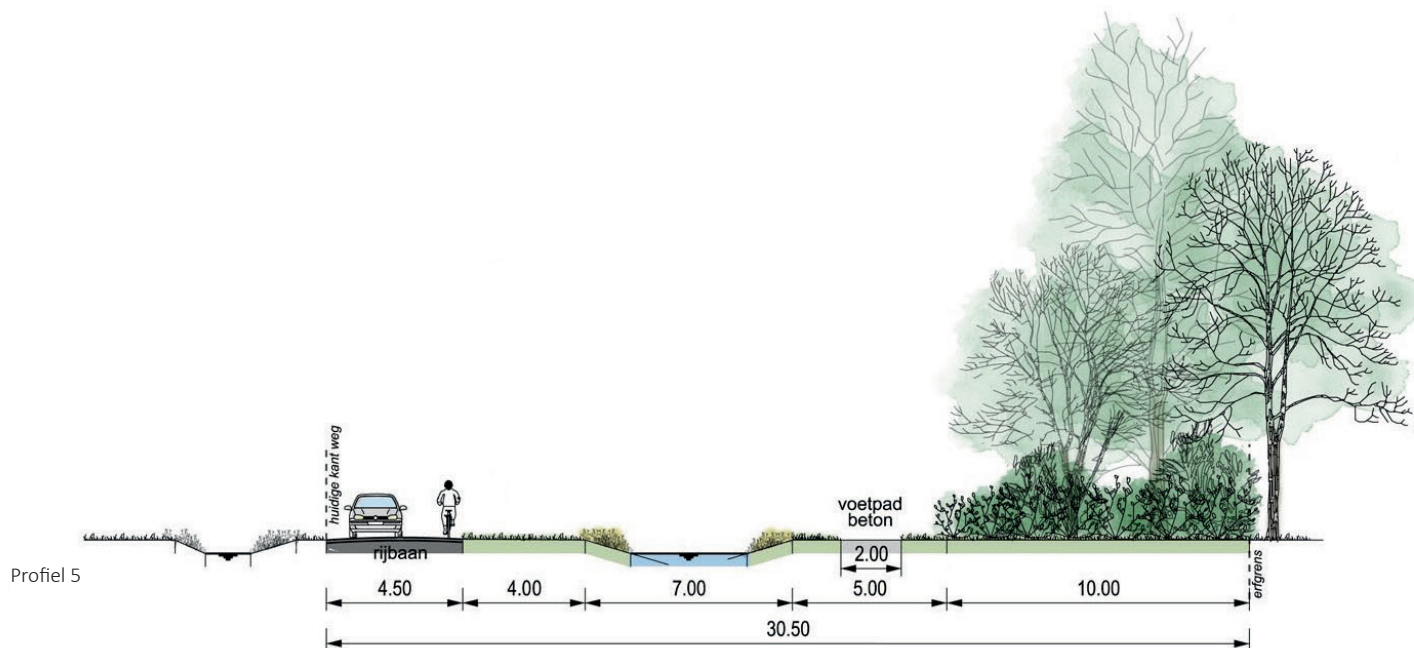 huidige kant weg
voetpad
beton
rijbaan
2.00
erfgrens
Profiel 5
4.50
4.00
7.00
5.00
10.00
30.50